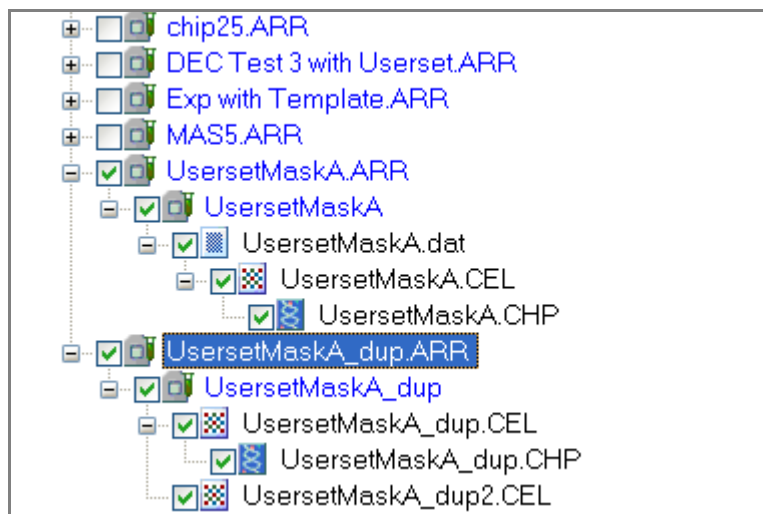 chip25.ARR
DEC Test 3 with Userset.ARR
Exp with Template.ARR
MAS5.ARR
UsersetMaskA.ARR
UsersetMaskA
UsersetMaskA.dat
UsersetMaskA.CEL
UsersetMaskA.CHP
UsersetMaskA_dup.ARR
UsersetMaskA_dup
UsersetMaskA_dup.CEL
UsersetMaskA_dup.CHP
UsersetMaskA_dup2.CEL